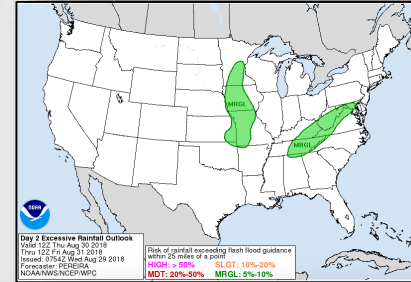 MRGL
MRGL
NOAA
Day 2 Excessive Rainfall Outlook
Valid 12Z Thu Aug 30 2018
Thru 12Z Fri Aug 31 2018
Issued: 0754Z Wed Aug 29 2018
Forecaster: PEREIRA
NOAA/NWS/NCEP/WPC
Risk of rainfall exceeding flash flood guidance
within 25 miles of a point
HIGH: > 50% SLGT: 10%-20%
MDT: 20%-50% MRGL: 5%-10%